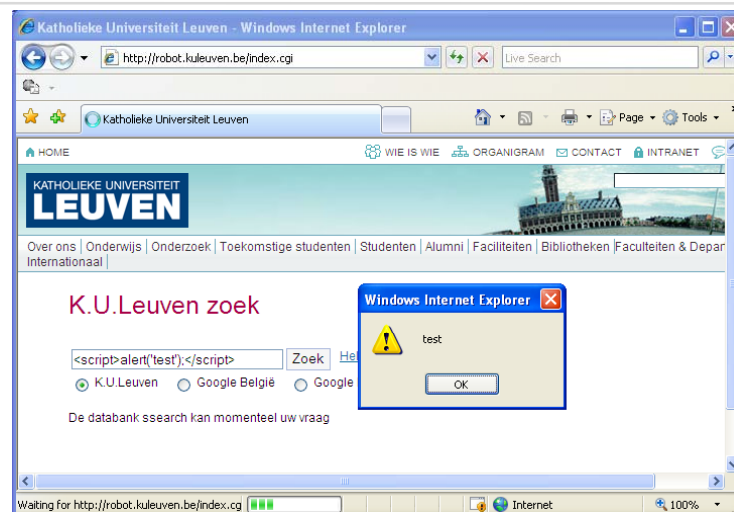 Katholieke Universiteit Leuven - Windows Internet Explorer
http://robot.kuleuven.be/index.cgi
Live Search
Katholieke Universiteit Leuven
Page
Tools
HOME
WIE IS WIE
ORGANIGRAM
CONTACT
INTRANET
KATHOLIEKE UNIVERSITEIT
LEUVEN
Over ons | Onderwijs | Onderzoek | Toekomstige studenten | Studenten | Alumni | Faciliteiten | Bibliotheken | Faculteiten & Depar
Internationaal |
K.U.Leuven zoek
Windows Internet Explorer
test
OK
<script>alert('test');</script>
Zoek
Hel
K.U.Leuven
Google België
Google
De databank ssearch kan momenteel uw vraag
Waiting for http://robot.kuleuven.be/index.cg
Internet
100%